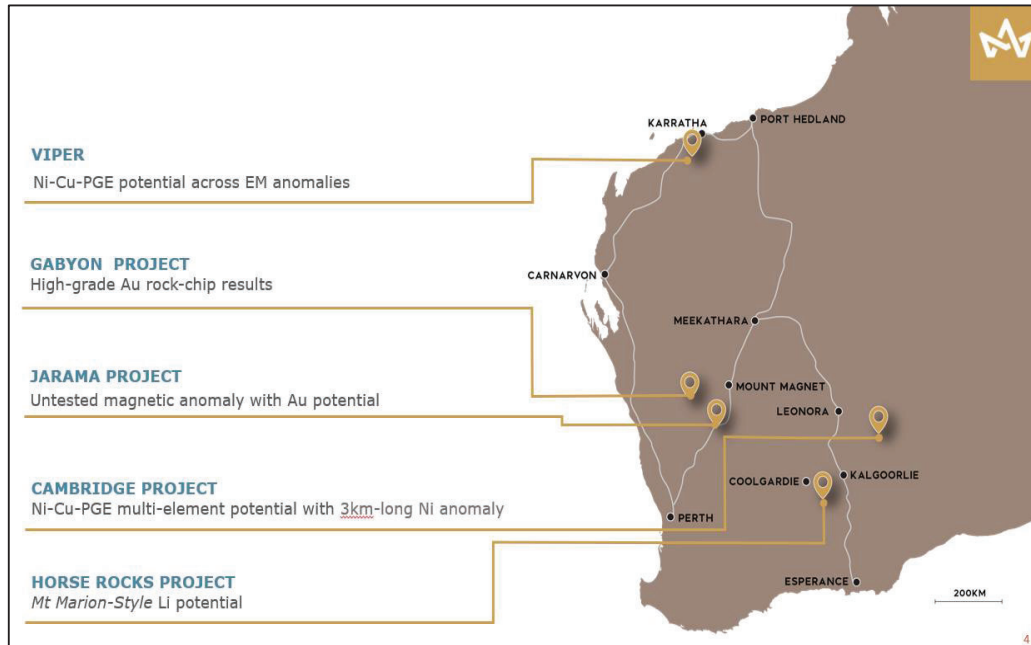 VIPER
Ni-Cu-PGE potential across EM anomalies
GABYON PROJECT
High-grade Au rock-chip results
JARAMA PROJECT
Untested magnetic anomaly with Au potential
CAMBRIDGE PROJECT
Ni-Cu-PGE multi-element potential with 3km-long Ni anomaly
HORSE ROCKS PROJECT
Mt Marion-Style Li potential
KARRATHA
PORT HEDLAND
CARNARVON
MEEKATHARA
MOUNT MAGNET
LEONORA
COOLGARDIE
KALGOORLIE
PERTH
ESPERANCE
200KM
4